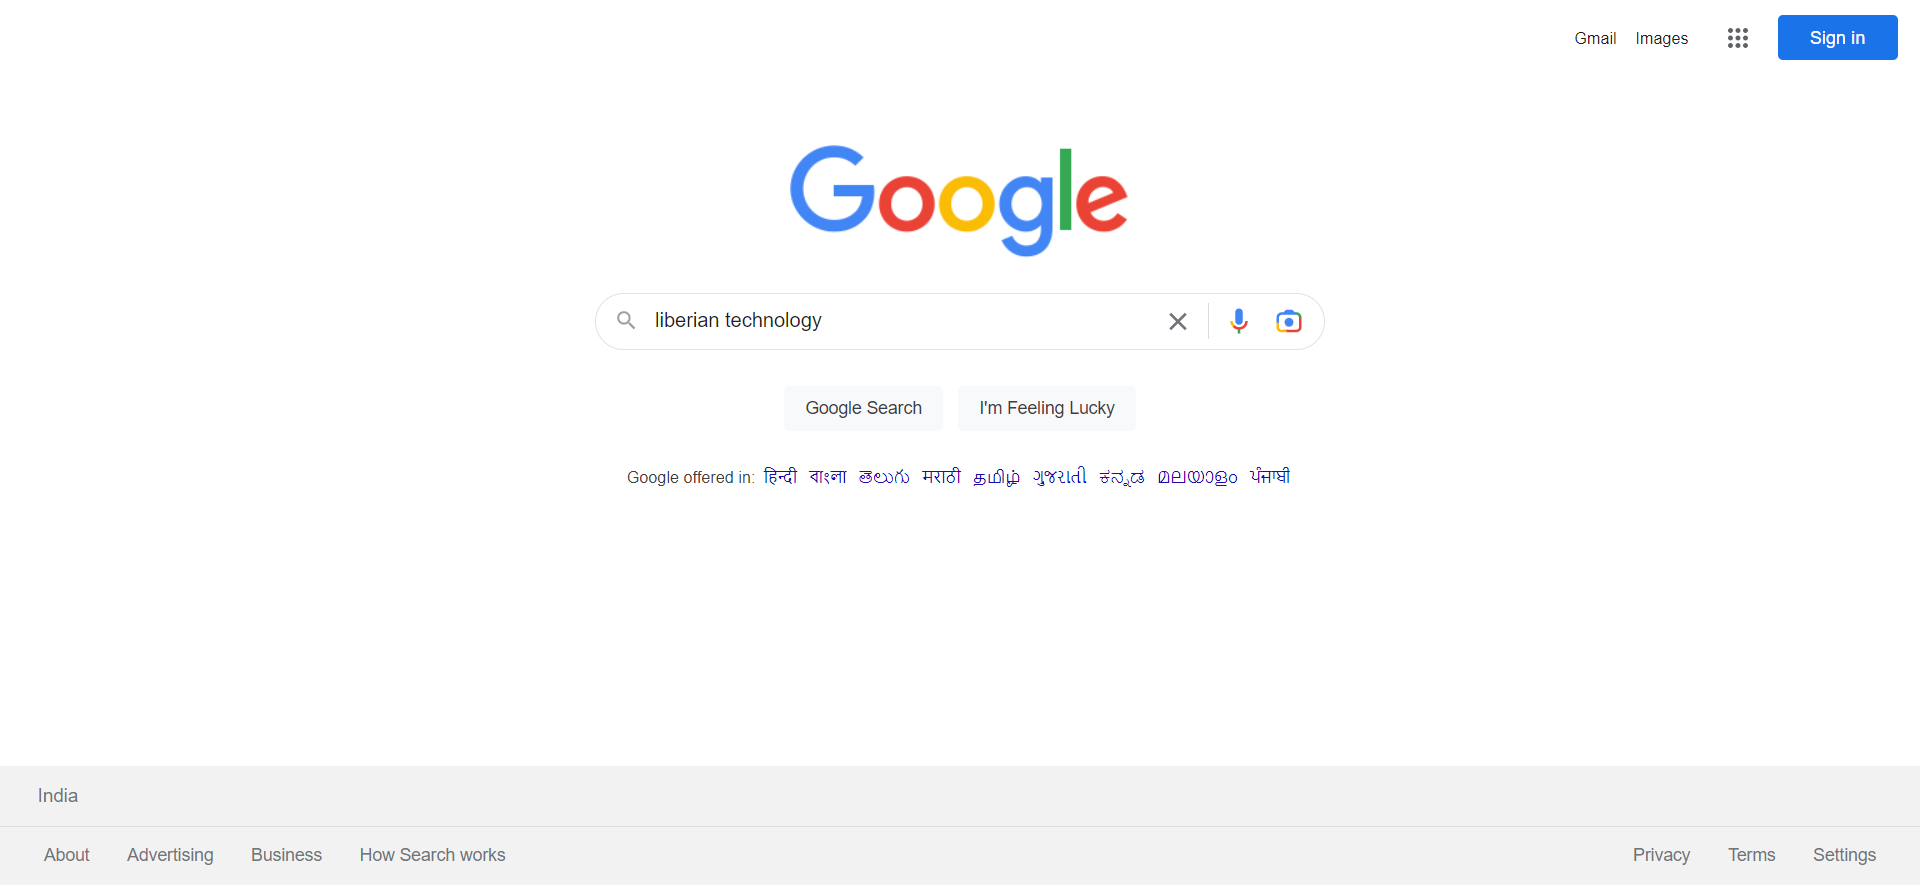 Gmail Images Sign in
Google
liberian technology
Google Search I'm Feeling Lucky
Google offered in: हिन्दी বাংলা తెలుగు मराठी தமிழ் ગુજરાતી ಕನ್ನಡ മലയാളം ਪੰਜਾਬੀ
India
About Advertising Business How Search works Privacy Terms Settings